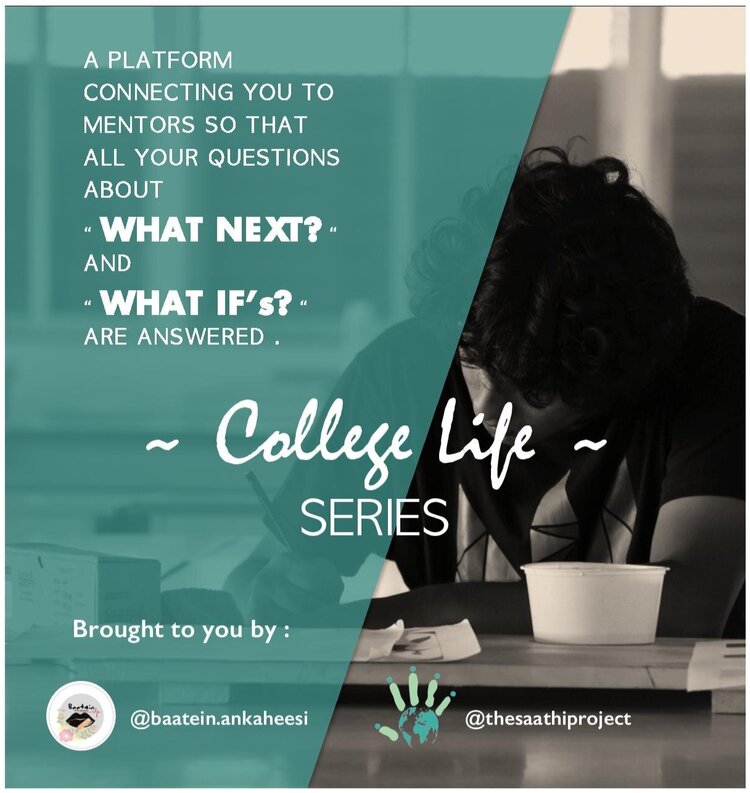 A PLATFORM
CONNECTING YOU TO
MENTORS SO THAT
ALL YOUR QUESTIONS
ABOUT
“ WHAT NEXT? “
AND
“ WHAT IF's? “
ARE ANSWERED .
~ College Life ~
SERIES
Brought to you by :
Baatein
@baatein.ankaheesi
@thesaathiproject